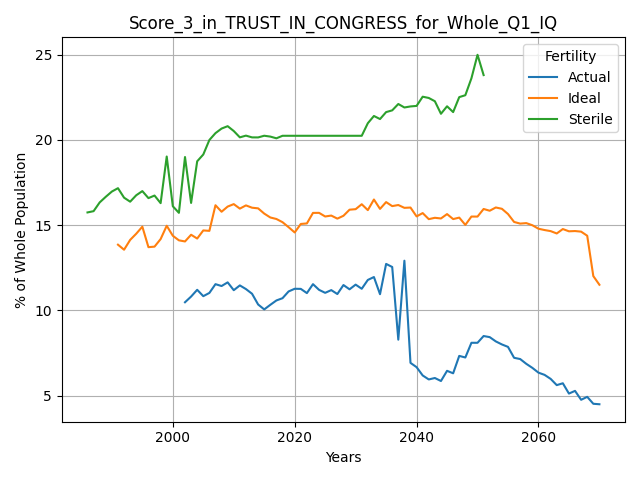 Score_3_in_TRUST_IN_CONGRESS_for_Whole_Q1_IQ
Fertility
Actual
Ideal
Sterile
% of Whole Population
25
20
15
10
5
2000 2020 2040 2060
Years